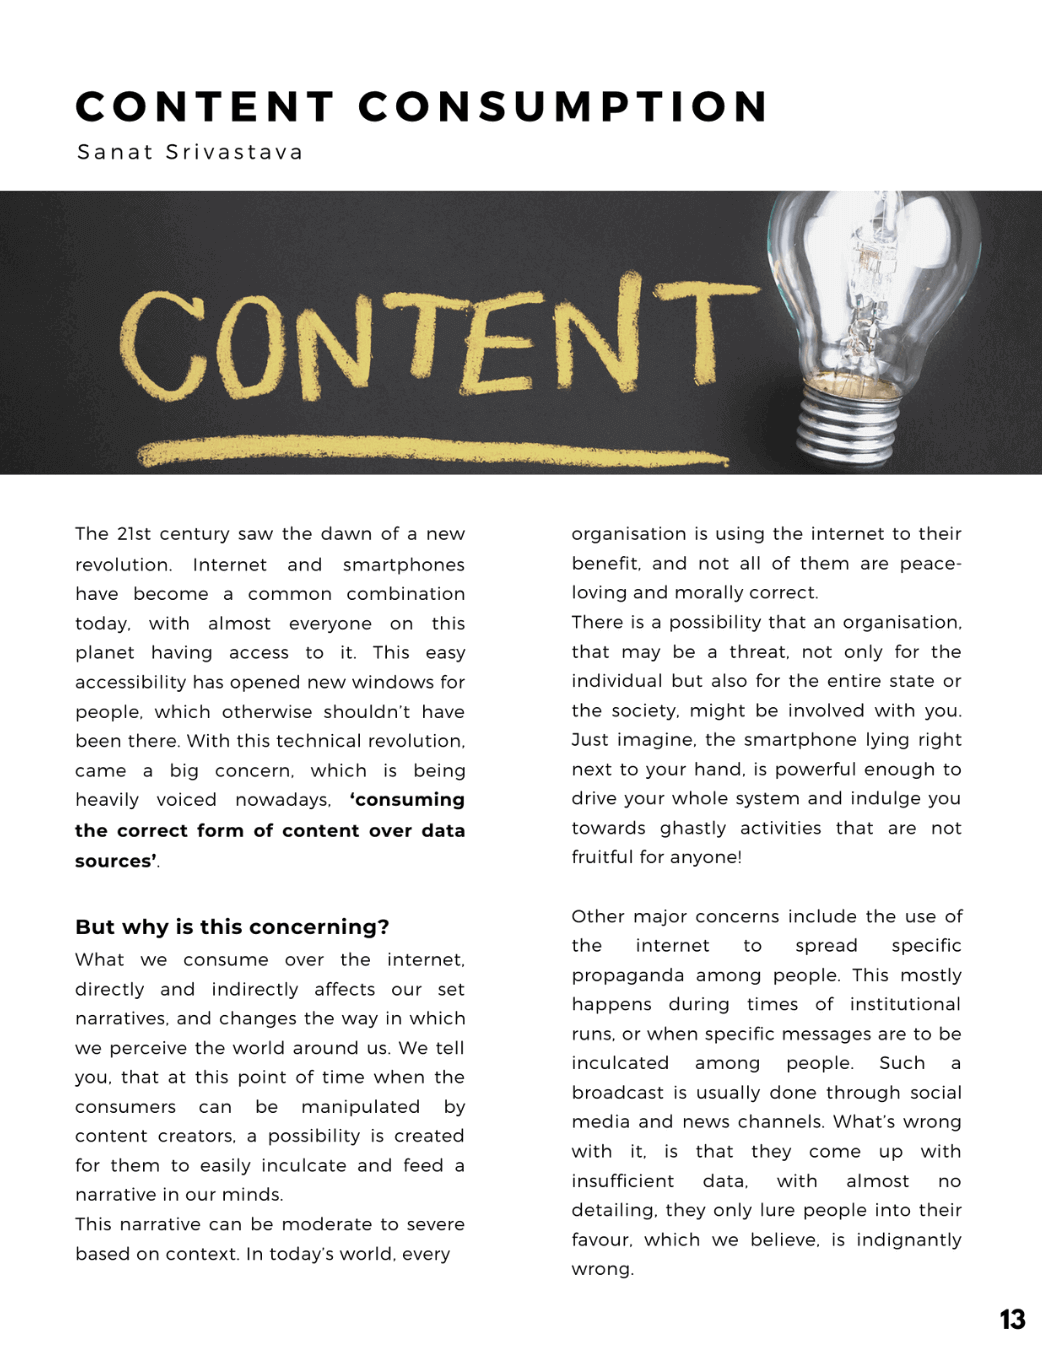 CONTENT CONSUMPTION
Sanat Srivastava
CONTENT
The 21st century saw the dawn of a new
revolution. Internet and smartphones
have become a common combination
today, with almost everyone on this
planet having access to it. This easy
accessibility has opened new windows for
people, which otherwise shouldn't have
been there. With this technical revolution,
came a big concern, which is being
heavily voiced nowadays, ‘consuming
the correct form of content over data
sources’.
But why is this concerning?
What we consume over the internet,
directly and indirectly affects our set
narratives, and changes the way in which
we perceive the world around us. We tell
you, that at this point of time when the
consumers can be manipulated by
content creators, a possibility is created
for them to easily inculcate and feed a
narrative in our minds.
This narrative can be moderate to severe
based on context. In today's world, every
organisation is using the internet to their
benefit, and not all of them are peace-
loving and morally correct.
There is a possibility that an organisation,
that may be a threat, not only for the
individual but also for the entire state or
the society, might be involved with you.
Just imagine, the smartphone lying right
next to your hand, is powerful enough to
drive your whole system and indulge you
towards ghastly activities that are not
fruitful for anyone!
Other major concerns include the use of
the internet to spread specific
propaganda among people. This mostly
happens during times of institutional
runs, or when specific messages are to be
inculcated among people. Such a
broadcast is usually done through social
media and news channels. What's wrong
with it, is that they come up with
insufficient data, with almost no
detailing, they only lure people into their
favour, which we believe, is indignantly
wrong.
13